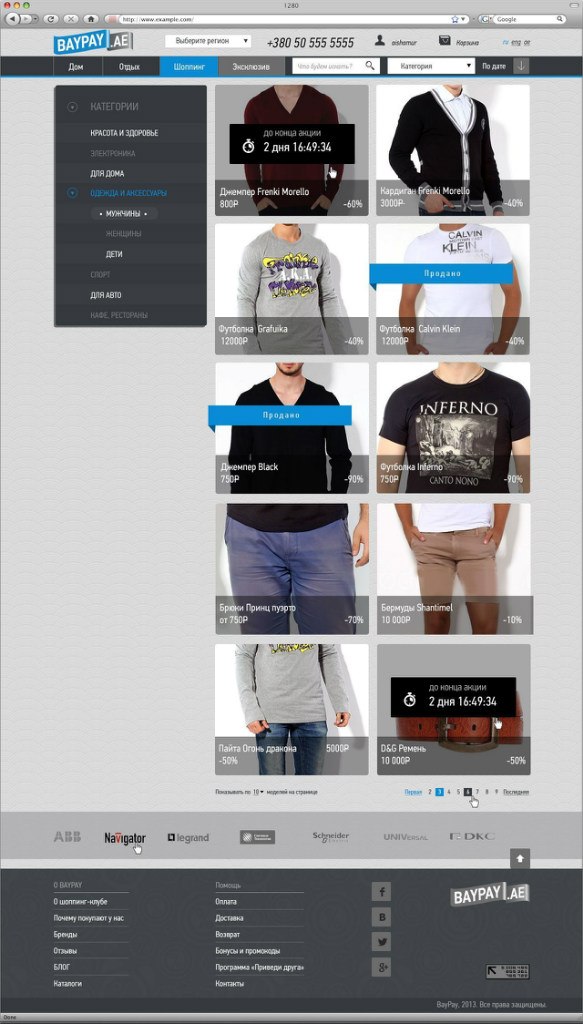 1280
http://www.example.com/
Google
BAYPAY .AE
Выберите регион
+380 50 555 5555
aishamur
Корзина
ru eng ae
Дом
Отдых
Шоппинг
Эксклюзив
Что будем искать?
Категория
По дате
КАТЕГОРИИ
КРАСОТА И ЗДОРОВЬЕ
ЭЛЕКТРОНИКА
ДЛЯ ДОМА
ОДЕЖДА И АКСЕССУАРЫ
• МУЖЧИНЫ •
ЖЕНЩИНЫ
ДЕТИ
СПОРТ
ДЛЯ АВТО
КАФЕ, РЕСТОРАНЫ
до конца акции
2 дня 16:49:34
Джемпер Frenki Morello
800Р -60%
Кардиган Frenki Morello
3000Р -40%
Футболка Grafuika
12000Р -40%
CALVIN
KLEIN
Продано
Футболка Calvin Klein
12000Р -40%
Продано
Джемпер Black
750Р -90%
INFERNO
CANTO NONO
Футболка Inferno
750Р -90%
Брюки Принц пуэрто
от 750Р -70%
Бермуды Shantimel
10 000Р -10%
Пайта Огонь дракона 5000Р
-50%
до конца акции
2 дня 16:49:34
D&G Ремень
10 000Р -50%
Показывать по 10 моделей на странице
Первая 2 3 4 5 6 7 8 9 Последняя
ABB
Navigator
legrand
Schneider
UNIVersal
DKC
О BAYPAY
О шоппинг-клубе
Почему покупают у нас
Бренды
Отзывы
БЛОГ
Каталоги
Помощь
Оплата
Доставка
Возврат
Бонусы и промокоды
Программа «Приведи друга»
Контакты
f
B
g+
BAYPAY .AE
BayPay, 2013. Все права защищены.
Done